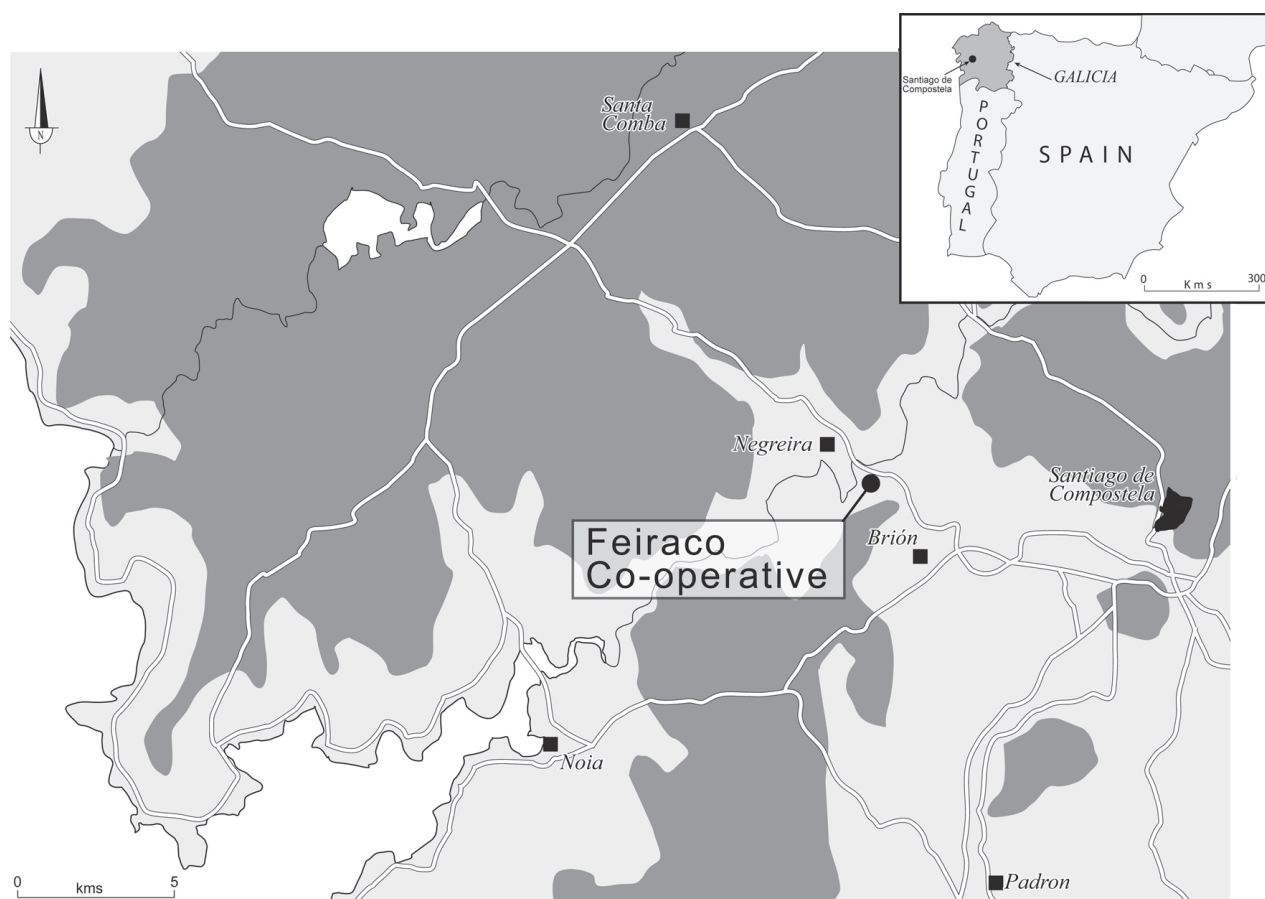 N
Santa
Comba
Santiago de
Compostela
GALICIA
PORTUGAL
SPAIN
0 300
Kms
Negreira
Santiago de
Compostela
Brión
Feiraco
Co-operative
Noia
Padron
0 kms 5